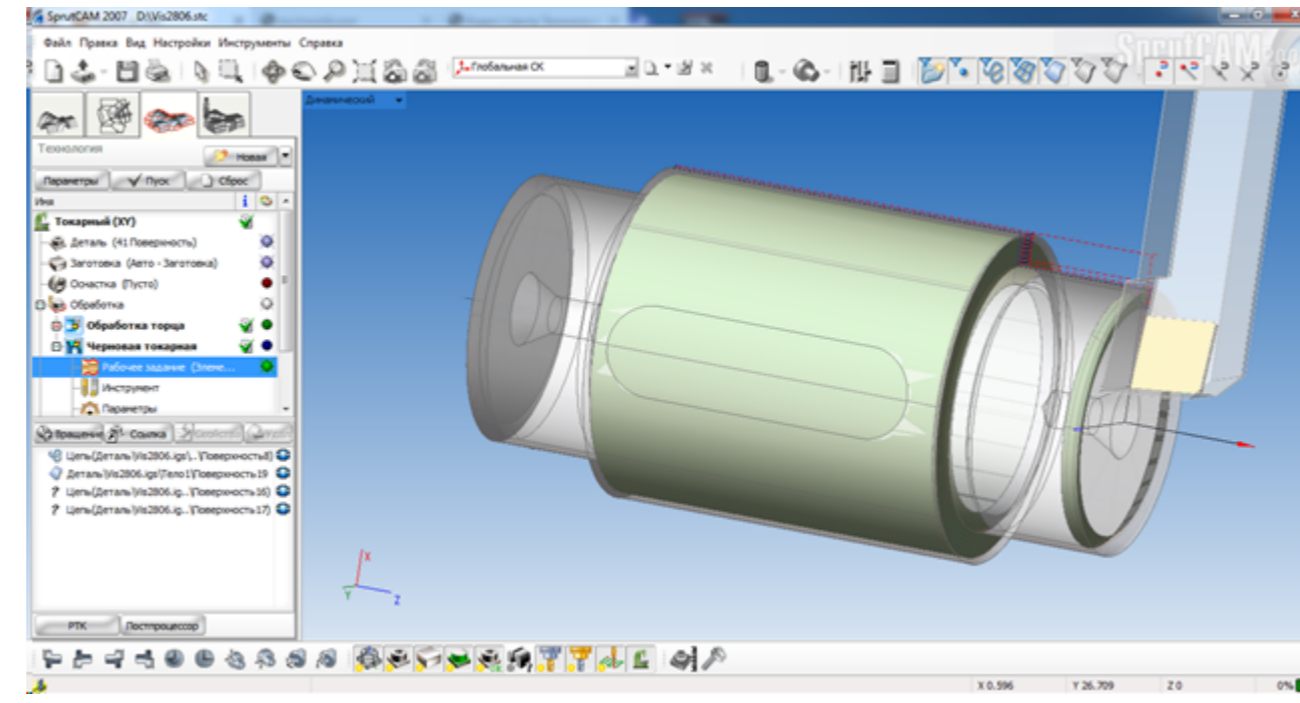 SprutCAM 2007 D:\Vis2806.stc
Файл Правка Вид Настройки Инструменты Справка
Глобальная СК
SprutCAM
Динамический
Технология
Новая
Параметры Пуск Сброс
Имя
Токарный (XY)
Деталь (41 Поверхность)
Заготовка (Авто - Заготовка)
Оснастка (Пусто)
Обработка
Обработка торца
Черновая токарная
Рабочее задание (Элеме...
Инструмент
Параметры
Вращение Ссылка
Цепь(Деталь\Vis2806.igs\..\Поверхность8)
Деталь\Vis2806.igs\Тело1\Поверхность19
? Цепь(Деталь\Vis2806.ig..\Поверхность16)
? Цепь(Деталь\Vis2806.ig..\Поверхность17)
X
Y
Z
РТК Постпроцессор
X 0.596 Y 26.709 Z 0 0%